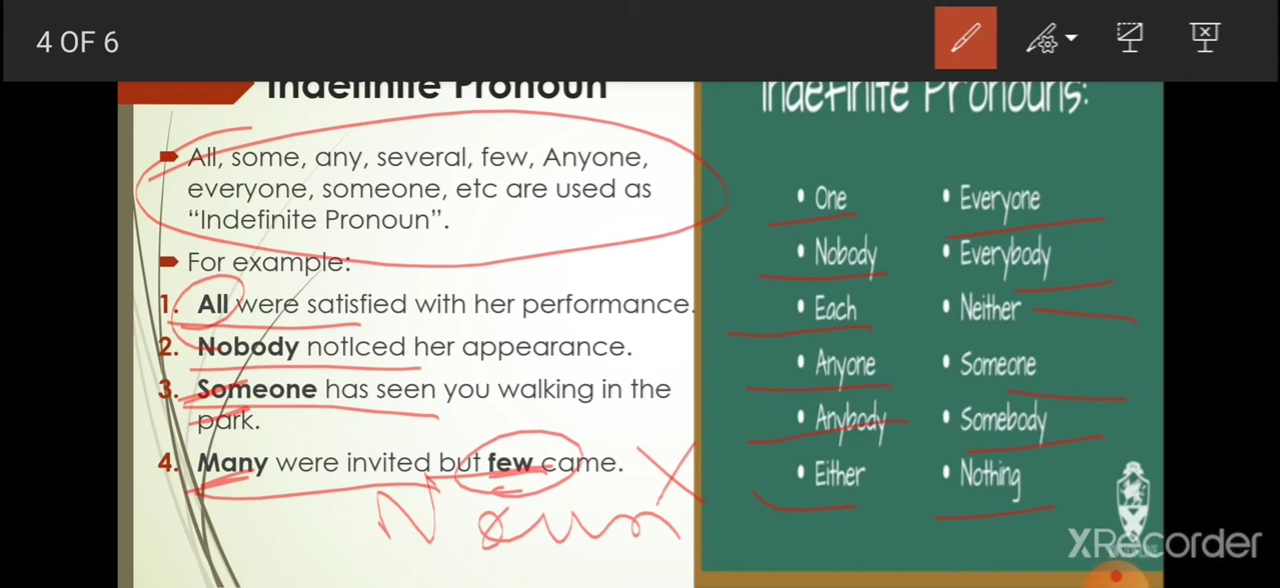 4 OF 6
Indefinite Pronoun
All, some, any, several, few, Anyone,
everyone, someone, etc are used as
“Indefinite Pronoun”.
For example:
1. All were satisfied with her performance.
2. Nobody notIced her appearance.
3. Someone has seen you walking in the
park.
4. Many were invited but few came.
Noun X
Indefinite Pronouns:
• One
• Nobody
• Each
• Anyone
• Anybody
• Either
• Everyone
• Everybody
• Neither
• Someone
• Somebody
• Nothing
XRecorder